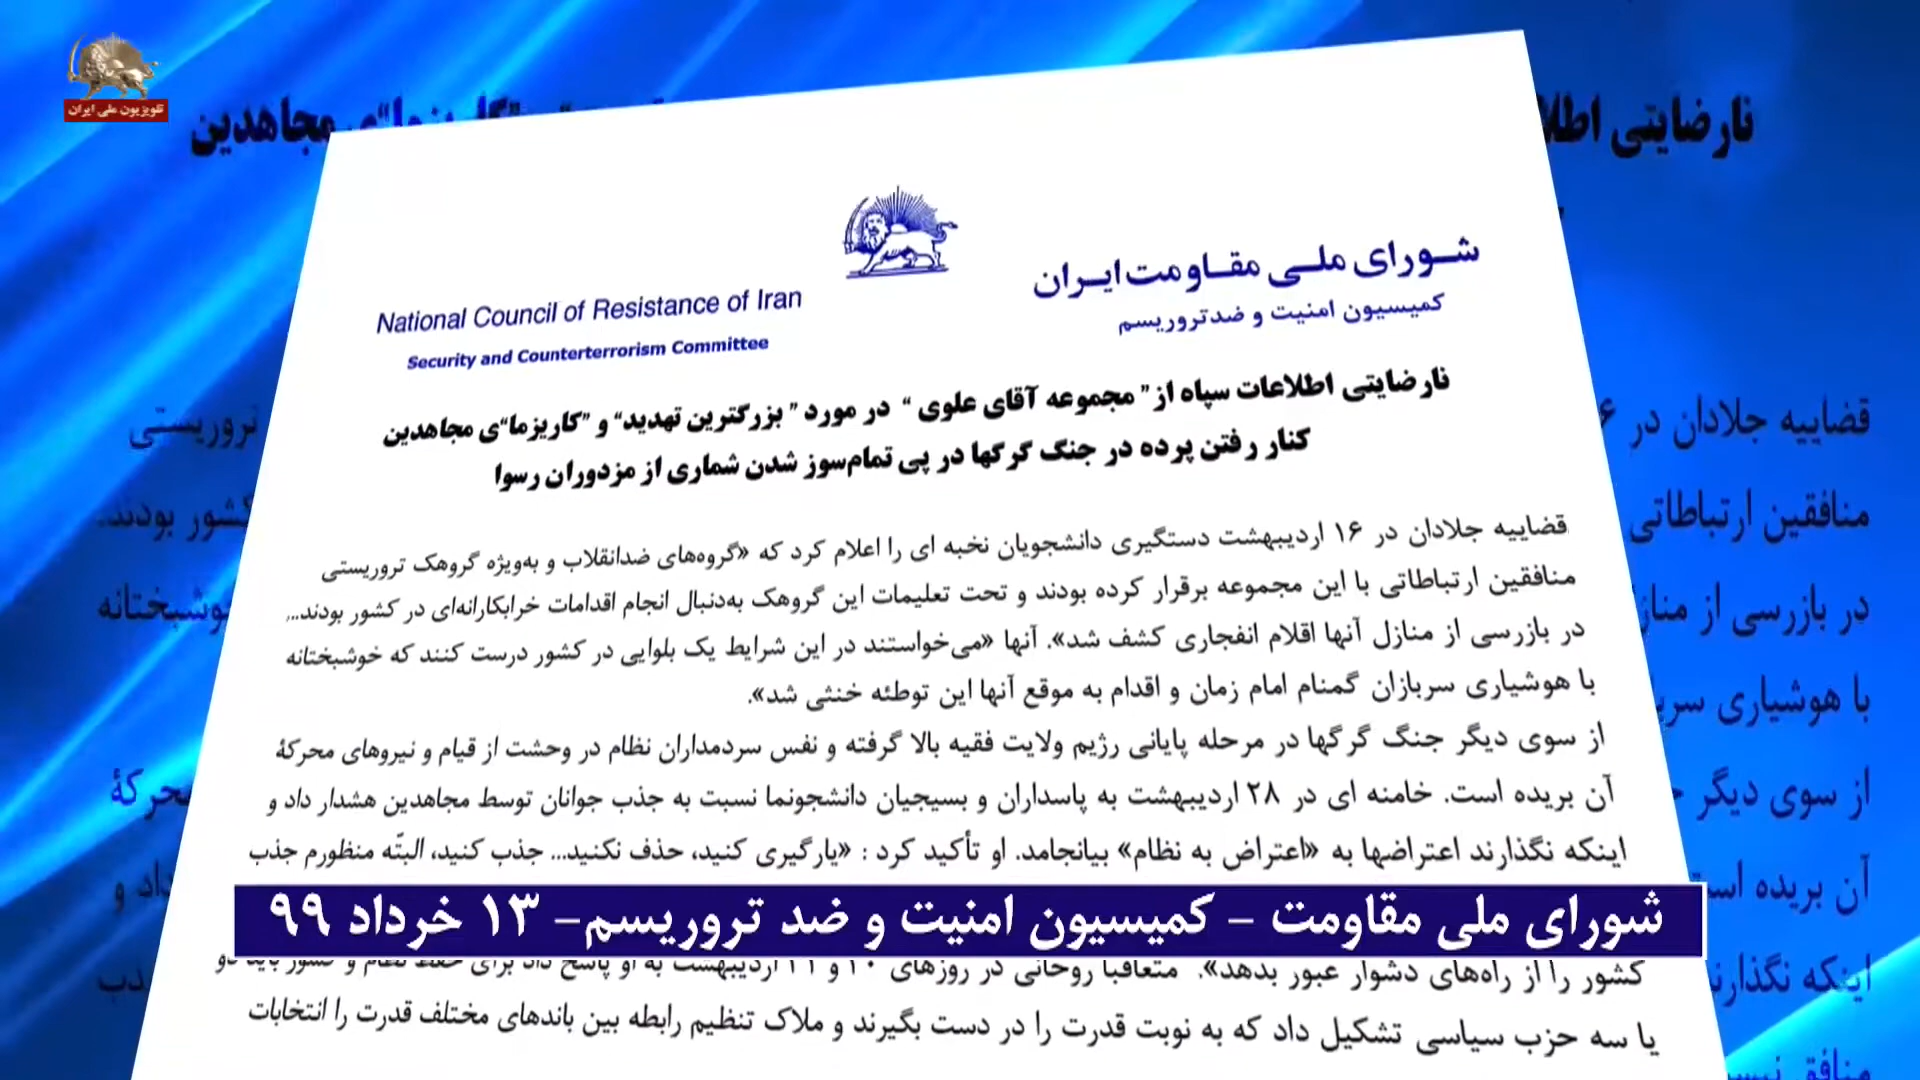 تلویزیون ملی ایران
شورای ملی مقاومت ایران
کمیسیون امنیت و ضدتروریسم
National Council of Resistance of Iran
Security and Counterterrorism Committee
نارضایتی اطلاعات سپاه از" مجموعه آقای علوی " در مورد " بزرگترین تهدید" و "کاریزما"ی مجاهدین
کنار رفتن پرده در جنگ گرگها در پی تمام‌سوز شدن شماری از مزدوران رسوا
قضاییه جلادان در ۱۶ اردیبهشت دستگیری دانشجویان نخبه ای را اعلام کرد که «گروه‌های ضدانقلاب و به‌ویژه گروهک تروریستی
منافقین ارتباطاتی با این مجموعه برقرار کرده بودند و تحت تعلیمات این گروهک به‌دنبال انجام اقدامات خرابکارانه‌ای در کشور بودند...
در بازرسی از منازل آنها اقلام انفجاری کشف شد». آنها «می‌خواستند در این شرایط یک بلوایی در کشور درست کنند که خوشبختانه
با هوشیاری سربازان گمنام امام زمان و اقدام به موقع آنها این توطئه خنثی شد».
از سوی دیگر جنگ گرگها در مرحله پایانی رژیم ولایت فقیه بالا گرفته و نفس سردمداران نظام در وحشت از قیام و نیروهای محرکهٔ
آن بریده است. خامنه ای در ۲۸ اردیبهشت به پاسداران و بسیجیان دانشجونما نسبت به جذب جوانان توسط مجاهدین هشدار داد و
اینکه نگذارند اعتراضها به «اعتراض به نظام» بیانجامد. او تأکید کرد : «یارگیری کنید، حذف نکنید... جذب کنید، البتّه منظورم جذب
شورای ملی مقاومت – کمیسیون امنیت و ضد تروریسم– ۱۳ خرداد ۹۹
کشور را از راه‌های دشوار عبور بدهد». متعاقبا روحانی در روزهای ۲۰ و ۲۱ اردیبهشت به او پاسخ داد برای حفظ نظام و کشور باید دو
یا سه حزب سیاسی تشکیل داد که به نوبت قدرت را در دست بگیرند و ملاک تنظیم رابطه بین باندهای مختلف قدرت را انتخابات